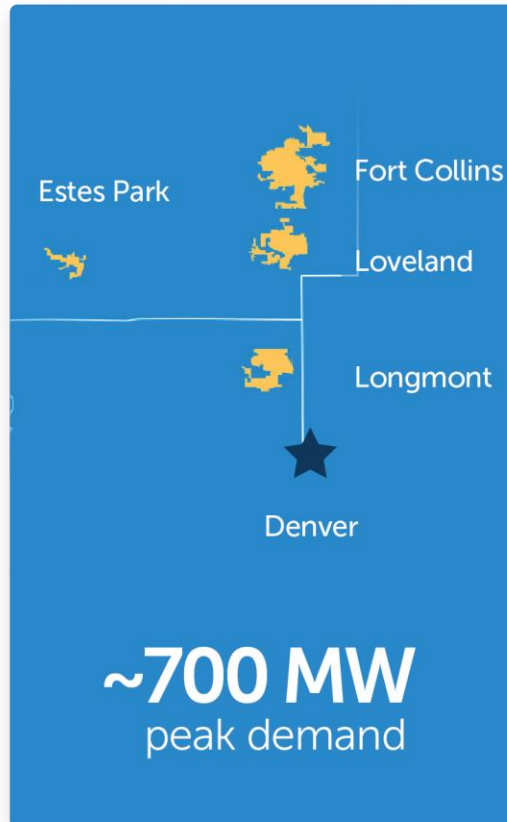 Fort Collins
Estes Park
Loveland
Longmont
Denver
~700 MW
peak demand